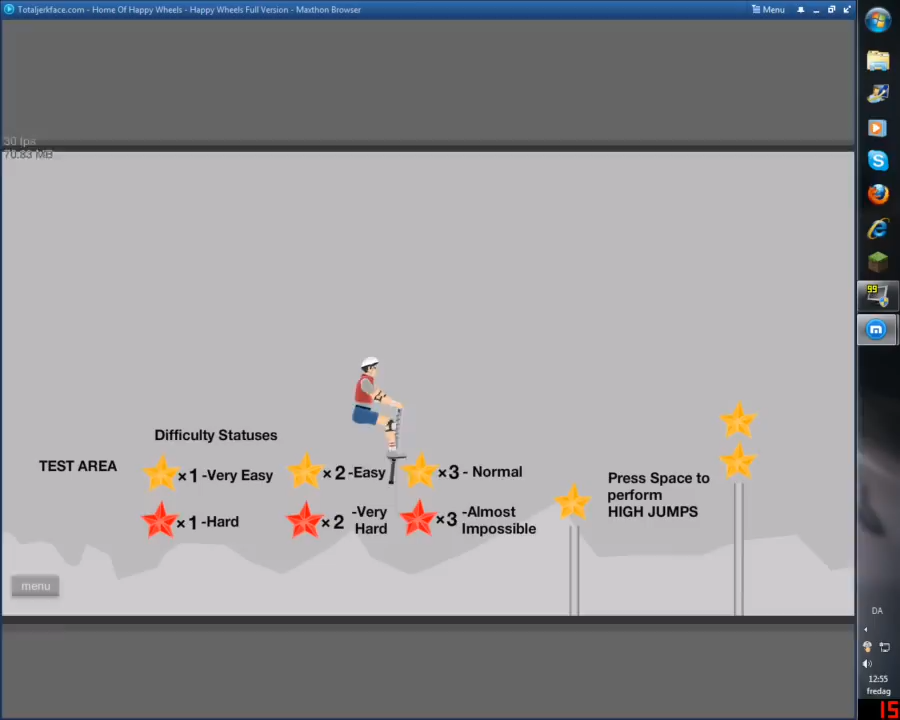 Totaljerkface.com - Home Of Happy Wheels - Happy Wheels Full Version - Maxthon Browser
Menu
30 fps
70.83 MB
Difficulty Statuses
TEST AREA
×1 -Very Easy
×2 -Easy
×3 - Normal
×1 -Hard
×2 -Very
Hard
×3 -Almost
Impossible
Press Space to
perform
HIGH JUMPS
menu
99
DA
12:55
fredag
15